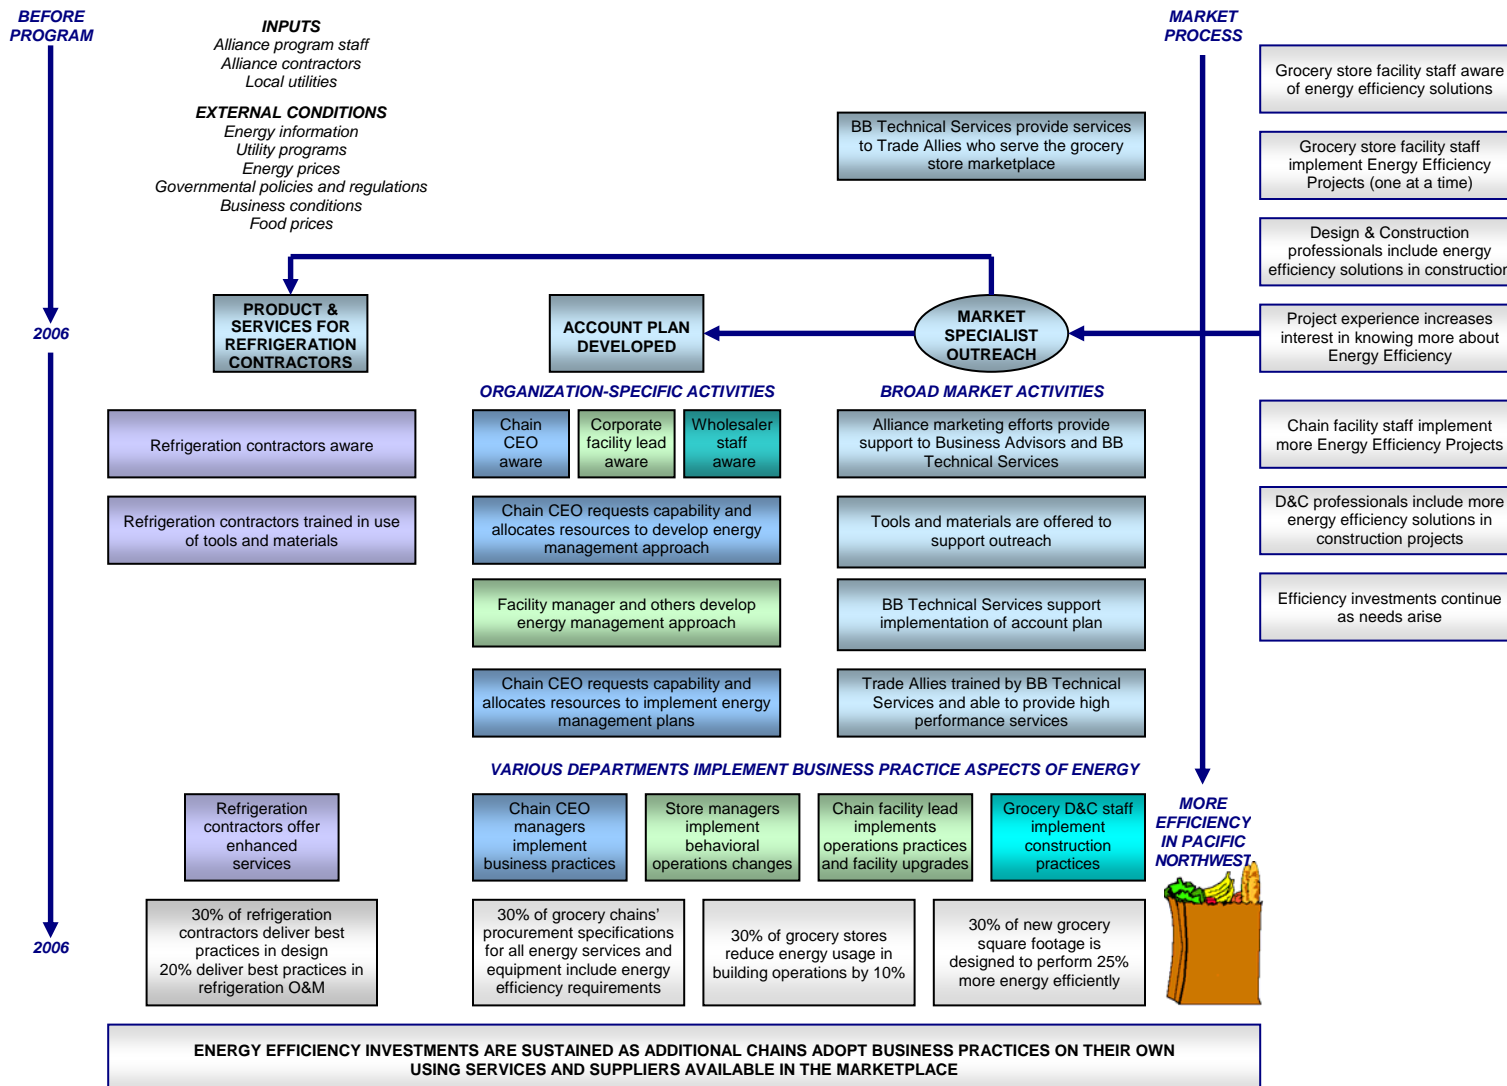 BEFORE
PROGRAM
INPUTS
Alliance program staff
Alliance contractors
Local utilities
EXTERNAL CONDITIONS
Energy information
Utility programs
Energy prices
Governmental policies and regulations
Business conditions
Food prices
BB Technical Services provide services
to Trade Allies who serve the grocery
store marketplace
MARKET
PROCESS
Grocery store facility staff aware
of energy efficiency solutions
Grocery store facility staff
implement Energy Efficiency
Projects (one at a time)
Design & Construction
professionals include energy
efficiency solutions in construction
2006
PRODUCT &
SERVICES FOR
REFRIGERATION
CONTRACTORS
ACCOUNT PLAN
DEVELOPED
MARKET
SPECIALIST
OUTREACH
Project experience increases
interest in knowing more about
Energy Efficiency
ORGANIZATION-SPECIFIC ACTIVITIES
BROAD MARKET ACTIVITIES
Refrigeration contractors aware
Chain
CEO
aware
Corporate
facility lead
aware
Wholesaler
staff
aware
Alliance marketing efforts provide
support to Business Advisors and BB
Technical Services
Chain facility staff implement
more Energy Efficiency Projects
Refrigeration contractors trained in use
of tools and materials
Chain CEO requests capability and
allocates resources to develop energy
management approach
Tools and materials are offered to
support outreach
D&C professionals include more
energy efficiency solutions in
construction projects
Facility manager and others develop
energy management approach
BB Technical Services support
implementation of account plan
Efficiency investments continue
as needs arise
Chain CEO requests capability and
allocates resources to implement energy
management plans
Trade Allies trained by BB Technical
Services and able to provide high
performance services
VARIOUS DEPARTMENTS IMPLEMENT BUSINESS PRACTICE ASPECTS OF ENERGY
Refrigeration
contractors offer
enhanced
services
Chain CEO
managers
implement
business practices
Store managers
implement
behavioral
operations changes
Chain facility lead
implements
operations practices
and facility upgrades
Grocery D&C staff
implement
construction
practices
MORE
EFFICIENCY
IN PACIFIC
NORTHWEST
2006
30% of refrigeration
contractors deliver best
practices in design
20% deliver best practices in
refrigeration O&M
30% of grocery chains'
procurement specifications
for all energy services and
equipment include energy
efficiency requirements
30% of grocery stores
reduce energy usage in
building operations by 10%
30% of new grocery
square footage is
designed to perform 25%
more energy efficiently
ENERGY EFFICIENCY INVESTMENTS ARE SUSTAINED AS ADDITIONAL CHAINS ADOPT BUSINESS PRACTICES ON THEIR OWN
USING SERVICES AND SUPPLIERS AVAILABLE IN THE MARKETPLACE